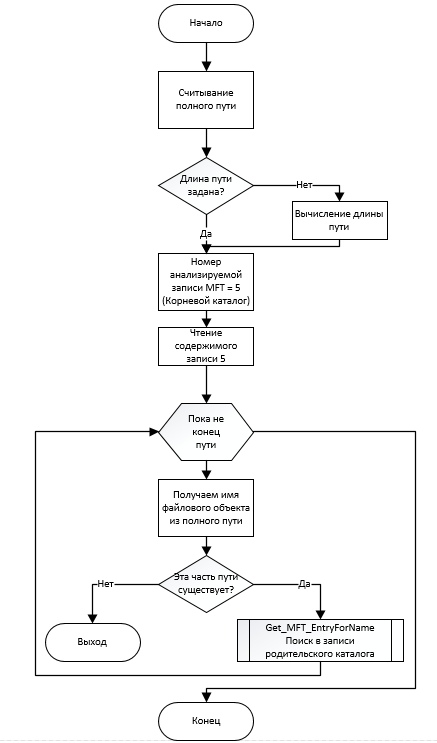 Начало
Считывание
полного пути
Длина пути
задана?
Нет
Вычисление длины
пути
Да
Номер
анализируемой
записи MFT = 5
(Корневой каталог)
Чтение
содержимого
записи 5
Пока не
конец
пути
Получаем имя
файлового объекта
из полного пути
Эта часть пути
существует?
Нет
Да
Выход
Get_MFT_EntryForName
Поиск в записи
родительского каталога
Конец